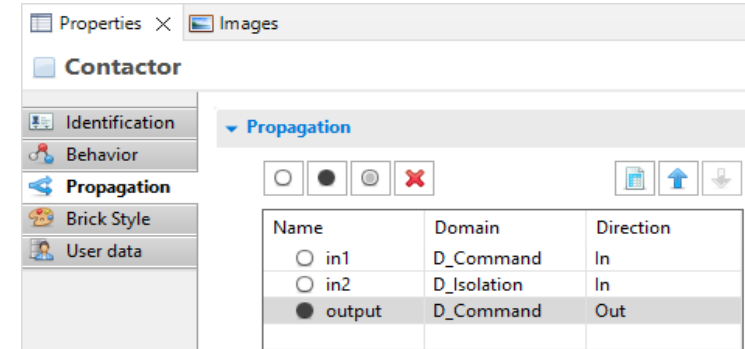 Properties Images
Contactor
Identification
Behavior
Propagation
Brick Style
User data
Propagation
Name Domain Direction
in1 D_Command In
in2 D_Isolation In
output D_Command Out